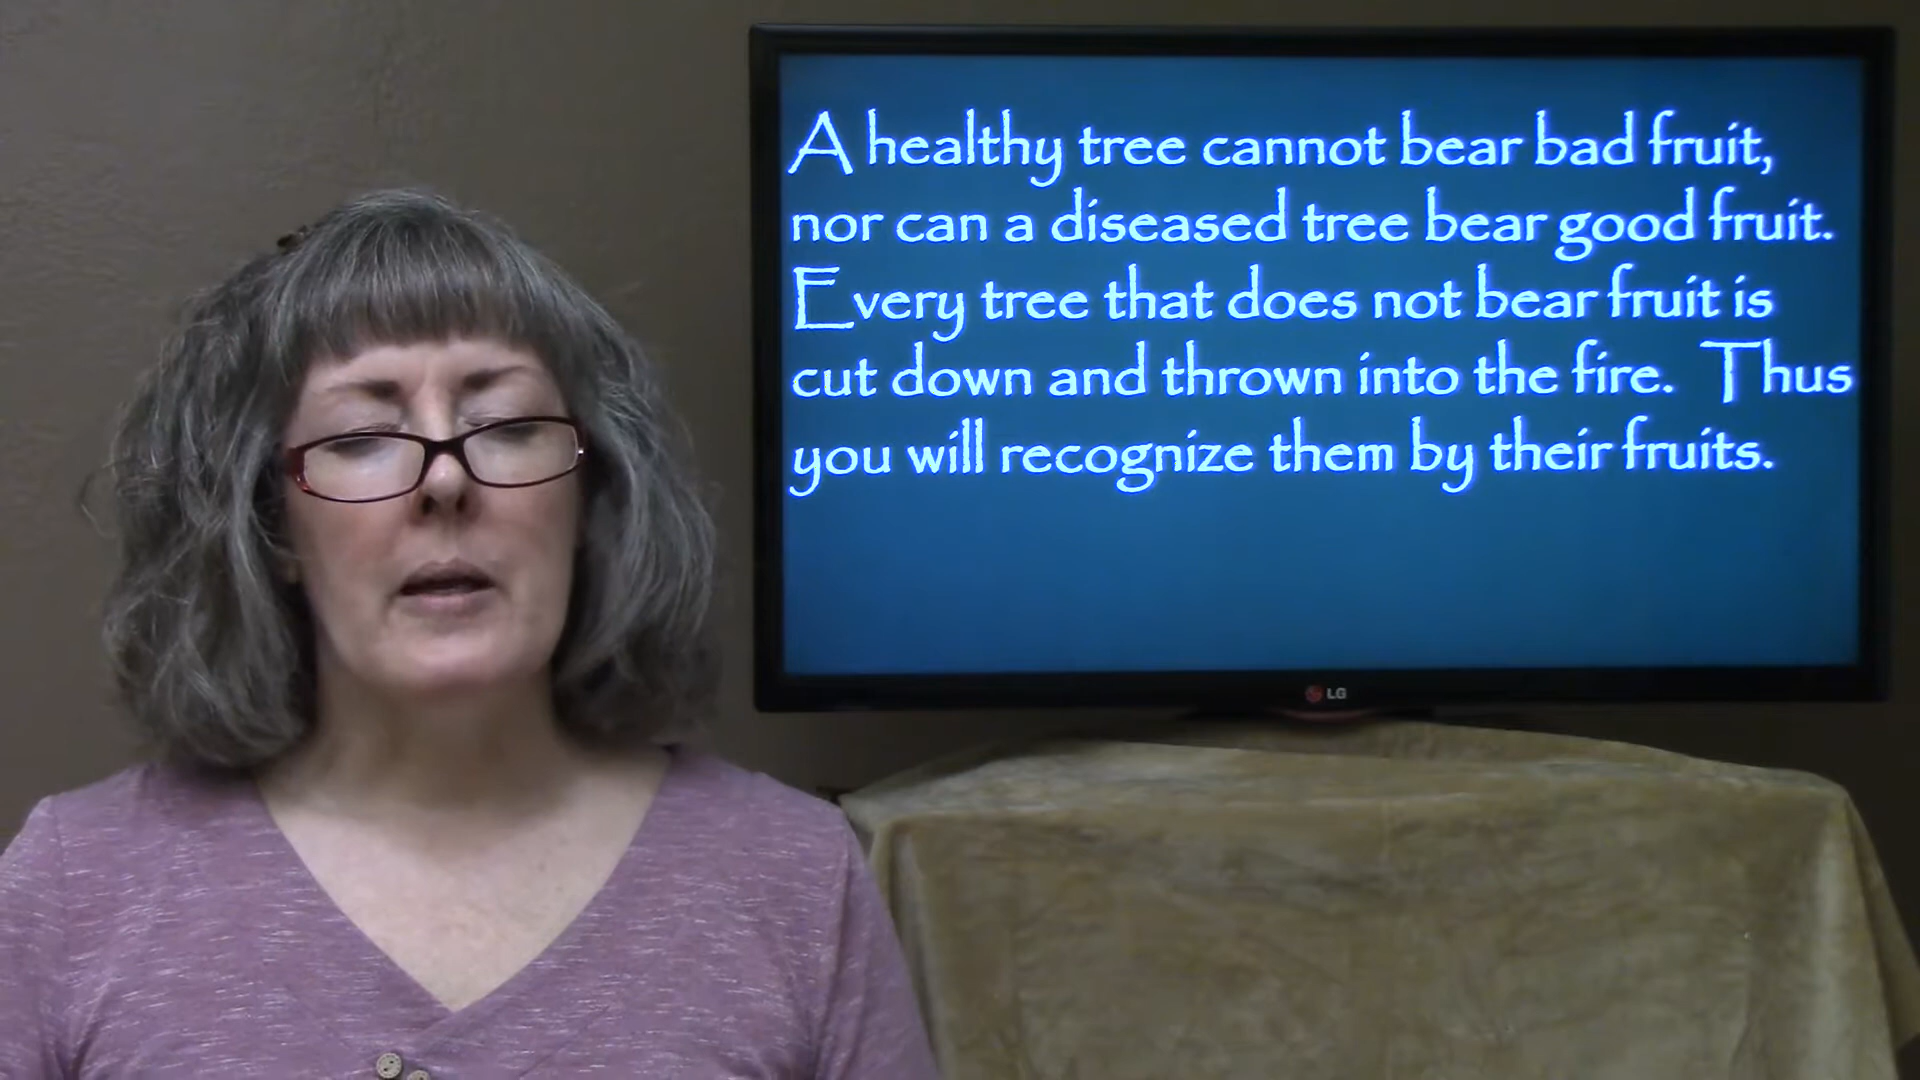 A healthy tree cannot bear bad fruit,
nor can a diseased tree bear good fruit.
Every tree that does not bear fruit is
cut down and thrown into the fire. Thus
you will recognize them by their fruits.
LG